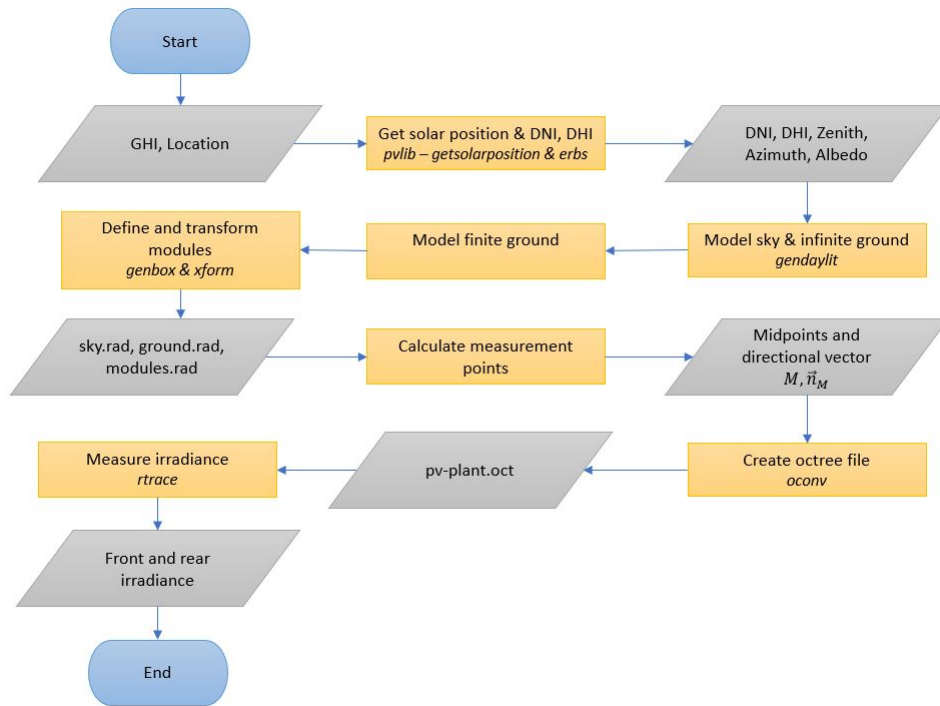 Start
GHI, Location
Get solar position & DNI, DHI
pvlib – getsolarposition & erbs
DNI, DHI, Zenith,
Azimuth, Albedo
Model sky & infinite ground
gendaylit
Model finite ground
Define and transform
modules
genbox & xform
sky.rad, ground.rad,
modules.rad
Calculate measurement
points
Midpoints and
directional vector
M, n⃗_M
Create octree file
oconv
pv-plant.oct
Measure irradiance
rtrace
Front and rear
irradiance
End